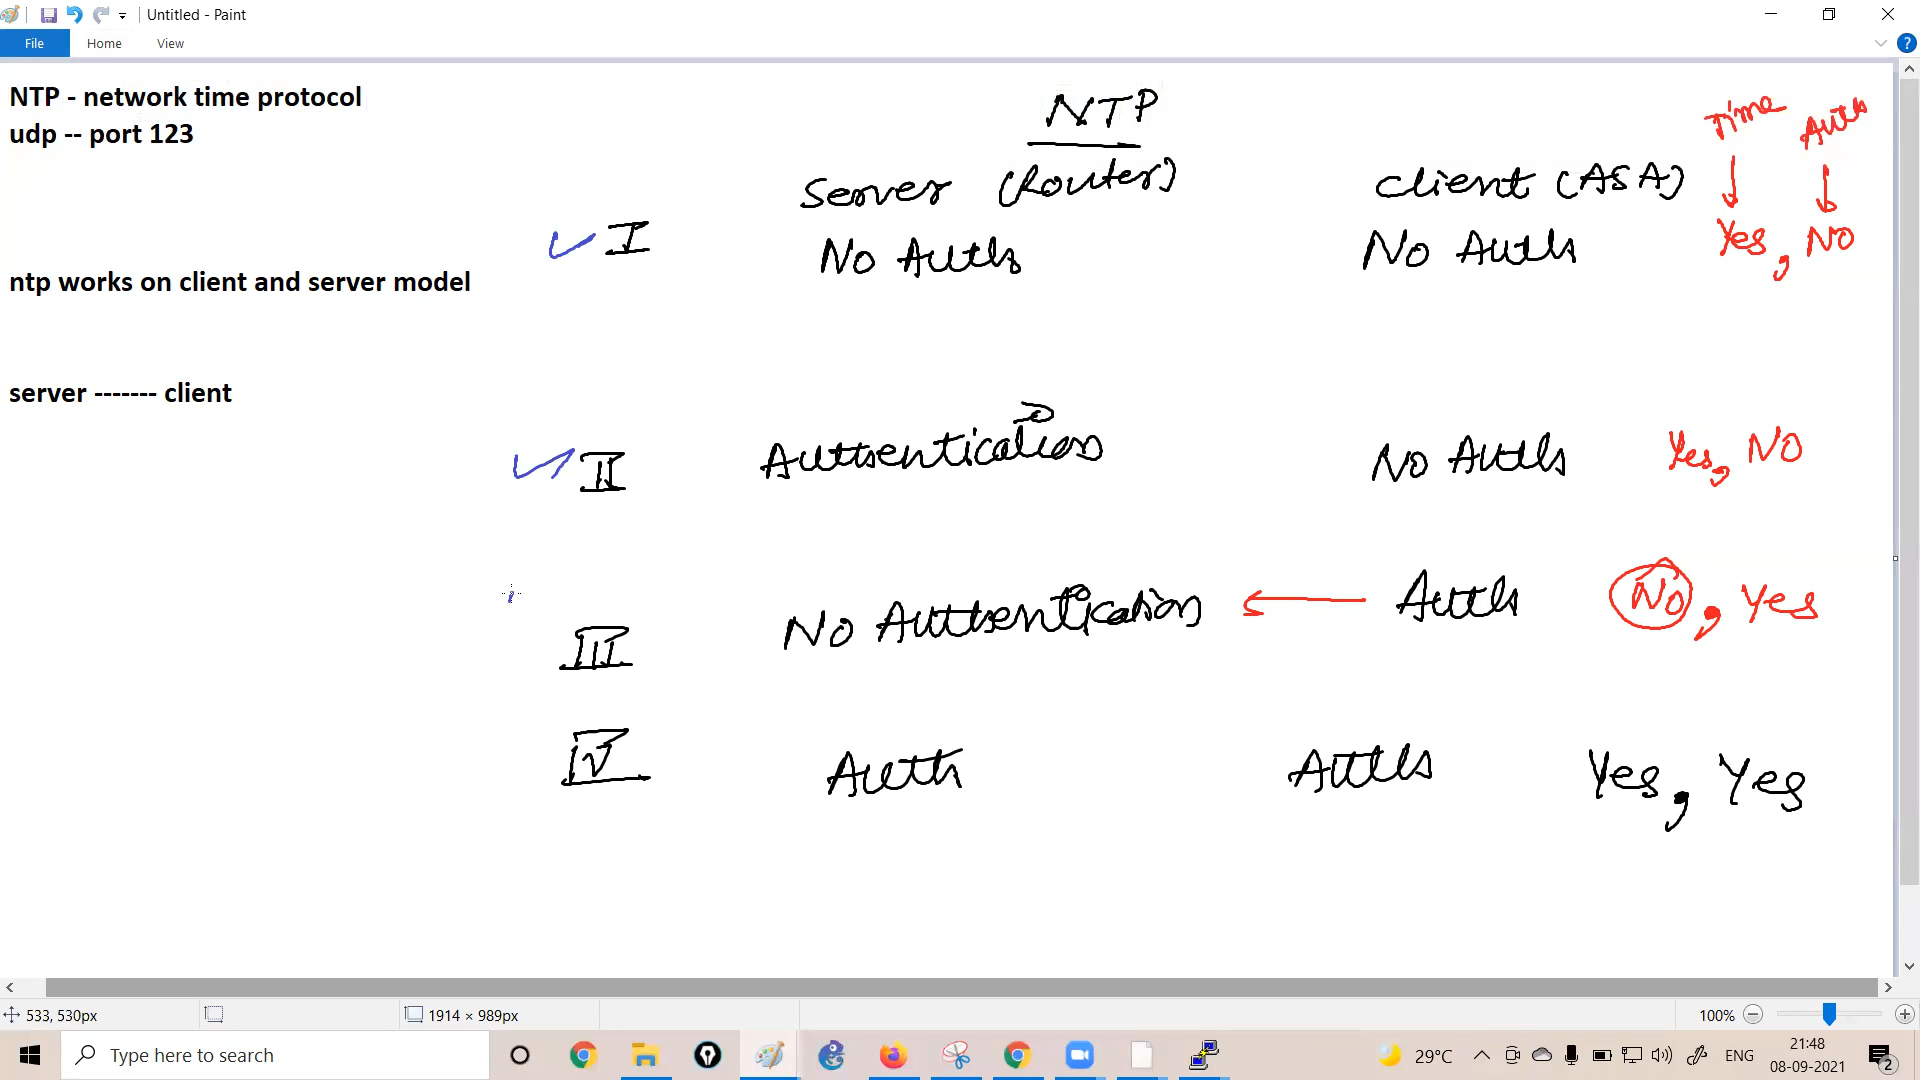 Untitled - Paint
File Home View
NTP - network time protocol
udp -- port 123
NTP
Time Auth
Server (Router) Client (ASA)
I No Auth No Auth Yes, No
ntp works on client and server model
server ------- client
II Authentication No Auth Yes, No
III No Authentication Auth No, Yes
IV Auth Auth Yes, Yes
533, 530px 1914 × 989px 100%
Type here to search 29°C ENG 21:48
08-09-2021 2